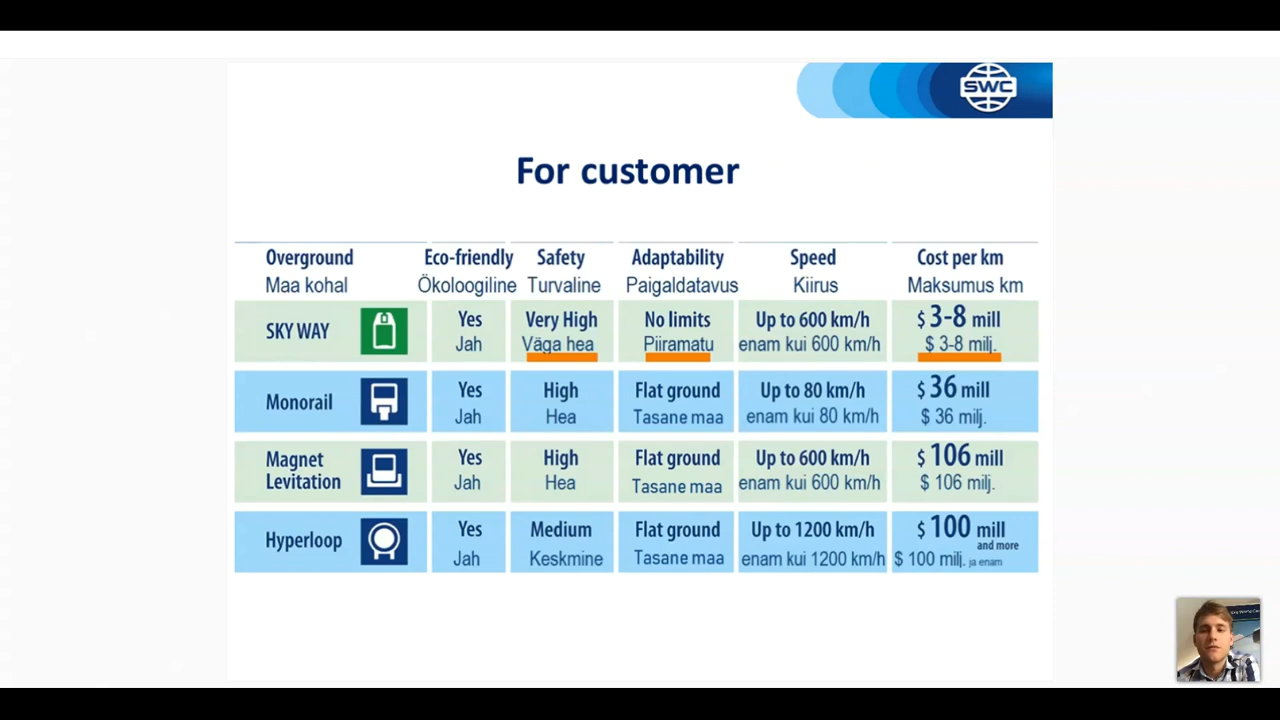 SWC
For customer
Overground Eco-friendly Safety Adaptability Speed Cost per km
Maa kohal Ökoloogiline Turvaline Paigaldatavus Kiirus Maksumus km
SKY WAY Yes Very High No limits Up to 600 km/h $ 3-8 mill
Jah Väga hea Piiramatu enam kui 600 km/h $ 3-8 milj.
Monorail Yes High Flat ground Up to 80 km/h $ 36 mill
Jah Hea Tasane maa enam kui 80 km/h $ 36 milj.
Magnet Levitation Yes High Flat ground Up to 600 km/h $ 106 mill
Jah Hea Tasane maa enam kui 600 km/h $ 106 milj.
Hyperloop Yes Medium Flat ground Up to 1200 km/h $ 100 mill and more
Jah Keskmine Tasane maa enam kui 1200 km/h $ 100 milj. ja enam